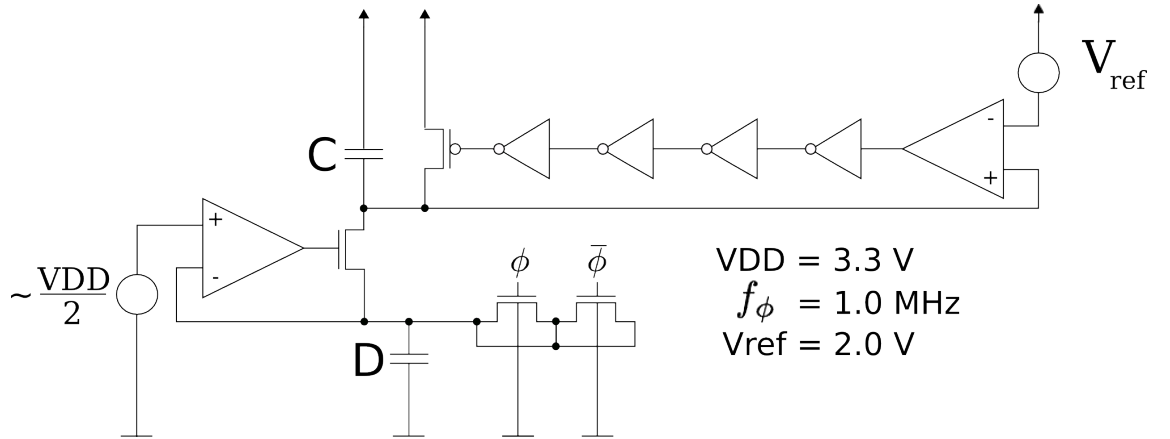 V_ref
-
+
C
+
-
~ VDD/2
ϕ
ϕ̅
D
VDD = 3.3 V
f_ϕ = 1.0 MHz
Vref = 2.0 V